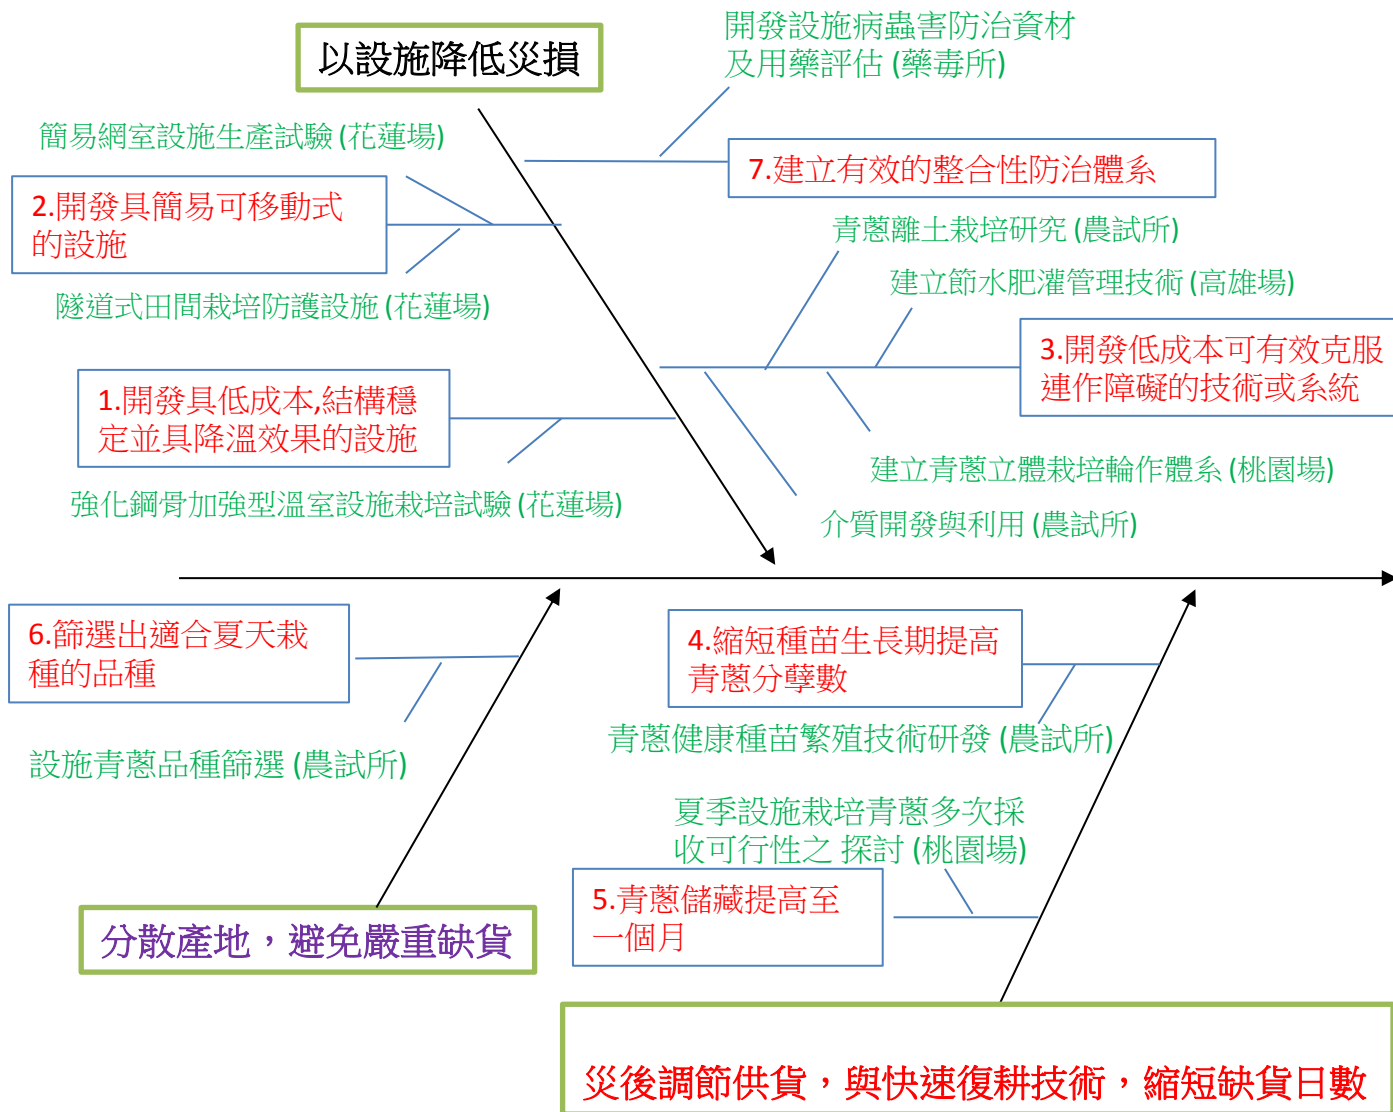 以設施降低災損
開發設施病蟲害防治資材
及用藥評估 (藥毒所)
簡易網室設施生產試驗 (花蓮場)
7.建立有效的整合性防治體系
2.開發具簡易可移動式
的設施
青蔥離土栽培研究 (農試所)
隧道式田間栽培防護設施 (花蓮場)
建立節水肥灌管理技術 (高雄場)
3.開發低成本可有效克服
連作障礙的技術或系統
1.開發具低成本,結構穩
定並具降溫效果的設施
建立青蔥立體栽培輪作體系 (桃園場)
強化鋼骨加強型溫室設施栽培試驗 (花蓮場)
介質開發與利用 (農試所)
6.篩選出適合夏天栽
種的品種
4.縮短種苗生長期提高
青蔥分孽數
設施青蔥品種篩選 (農試所)
青蔥健康種苗繁殖技術研發 (農試所)
夏季設施栽培青蔥多次採
收可行性之 探討 (桃園場)
5.青蔥儲藏提高至
一個月
分散產地，避免嚴重缺貨
災後調節供貨，與快速復耕技術，縮短缺貨日數